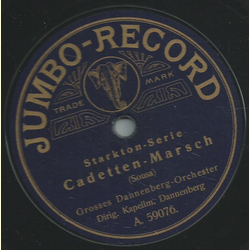 JUMBO-RECORD
TRADE MARK
Starkton-Serie
Cadetten-Marsch
(Sousa)
Grosses Dannenberg-Orchester
Dirig. Kapellm. Dannenberg
A 59076.